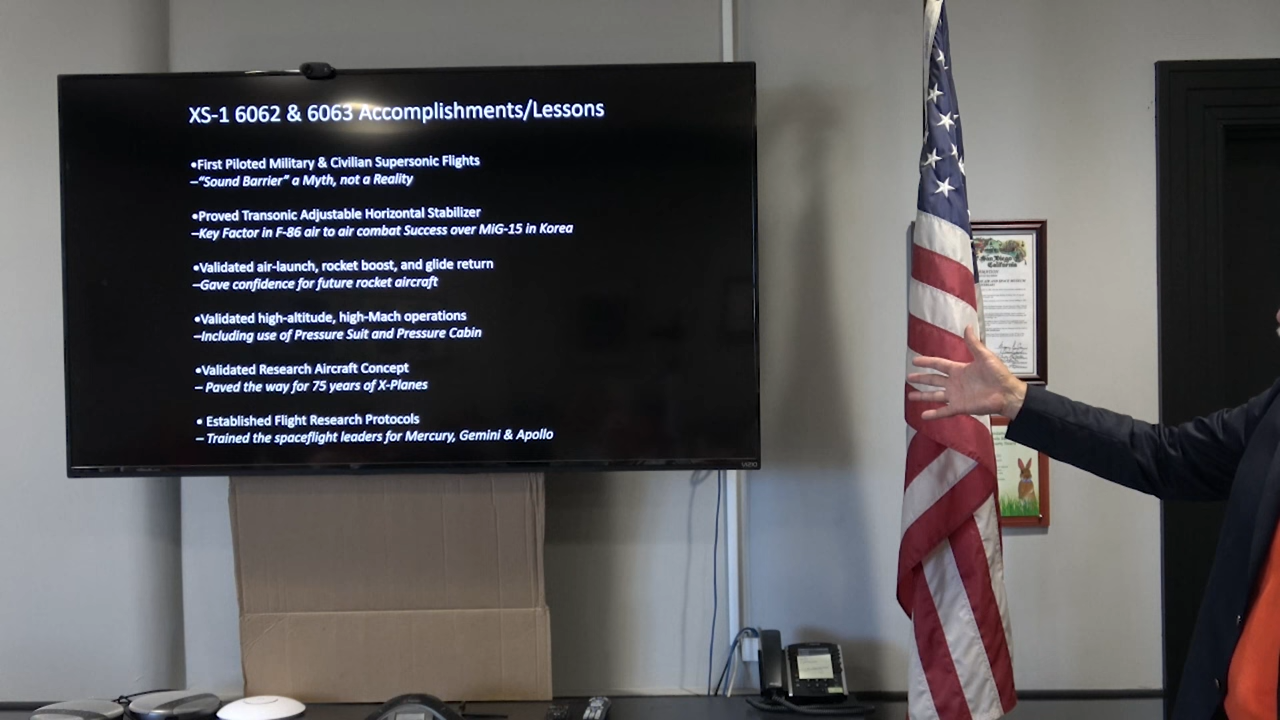 XS-1 6062 & 6063 Accomplishments/Lessons
•First Piloted Military & Civilian Supersonic Flights
–“Sound Barrier” a Myth, not a Reality
•Proved Transonic Adjustable Horizontal Stabilizer
–Key Factor in F-86 air to air combat Success over MiG-15 in Korea
•Validated air-launch, rocket boost, and glide return
–Gave confidence for future rocket aircraft
•Validated high-altitude, high-Mach operations
–Including use of Pressure Suit and Pressure Cabin
•Validated Research Aircraft Concept
– Paved the way for 75 years of X-Planes
• Established Flight Research Protocols
– Trained the spaceflight leaders for Mercury, Gemini & Apollo
VIZIO
San Diego
California